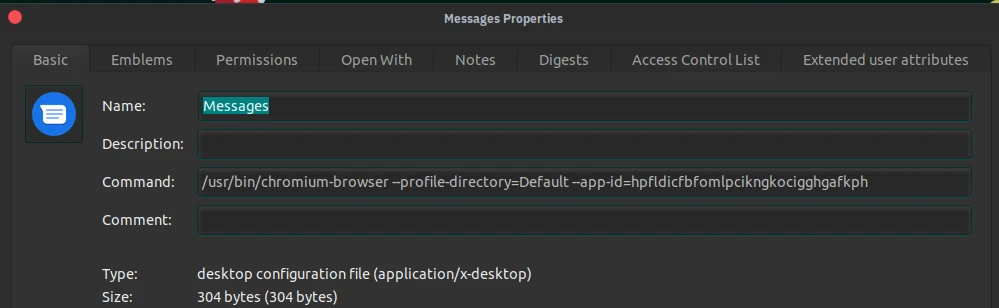 Messages Properties
Basic Emblems Permissions Open With Notes Digests Access Control List Extended user attributes
Name: Messages
Description:
Command: /usr/bin/chromium-browser --profile-directory=Default --app-id=hpfldicfbfomlpcikngkocigghgafkph
Comment:
Type: desktop configuration file (application/x-desktop)
Size: 304 bytes (304 bytes)